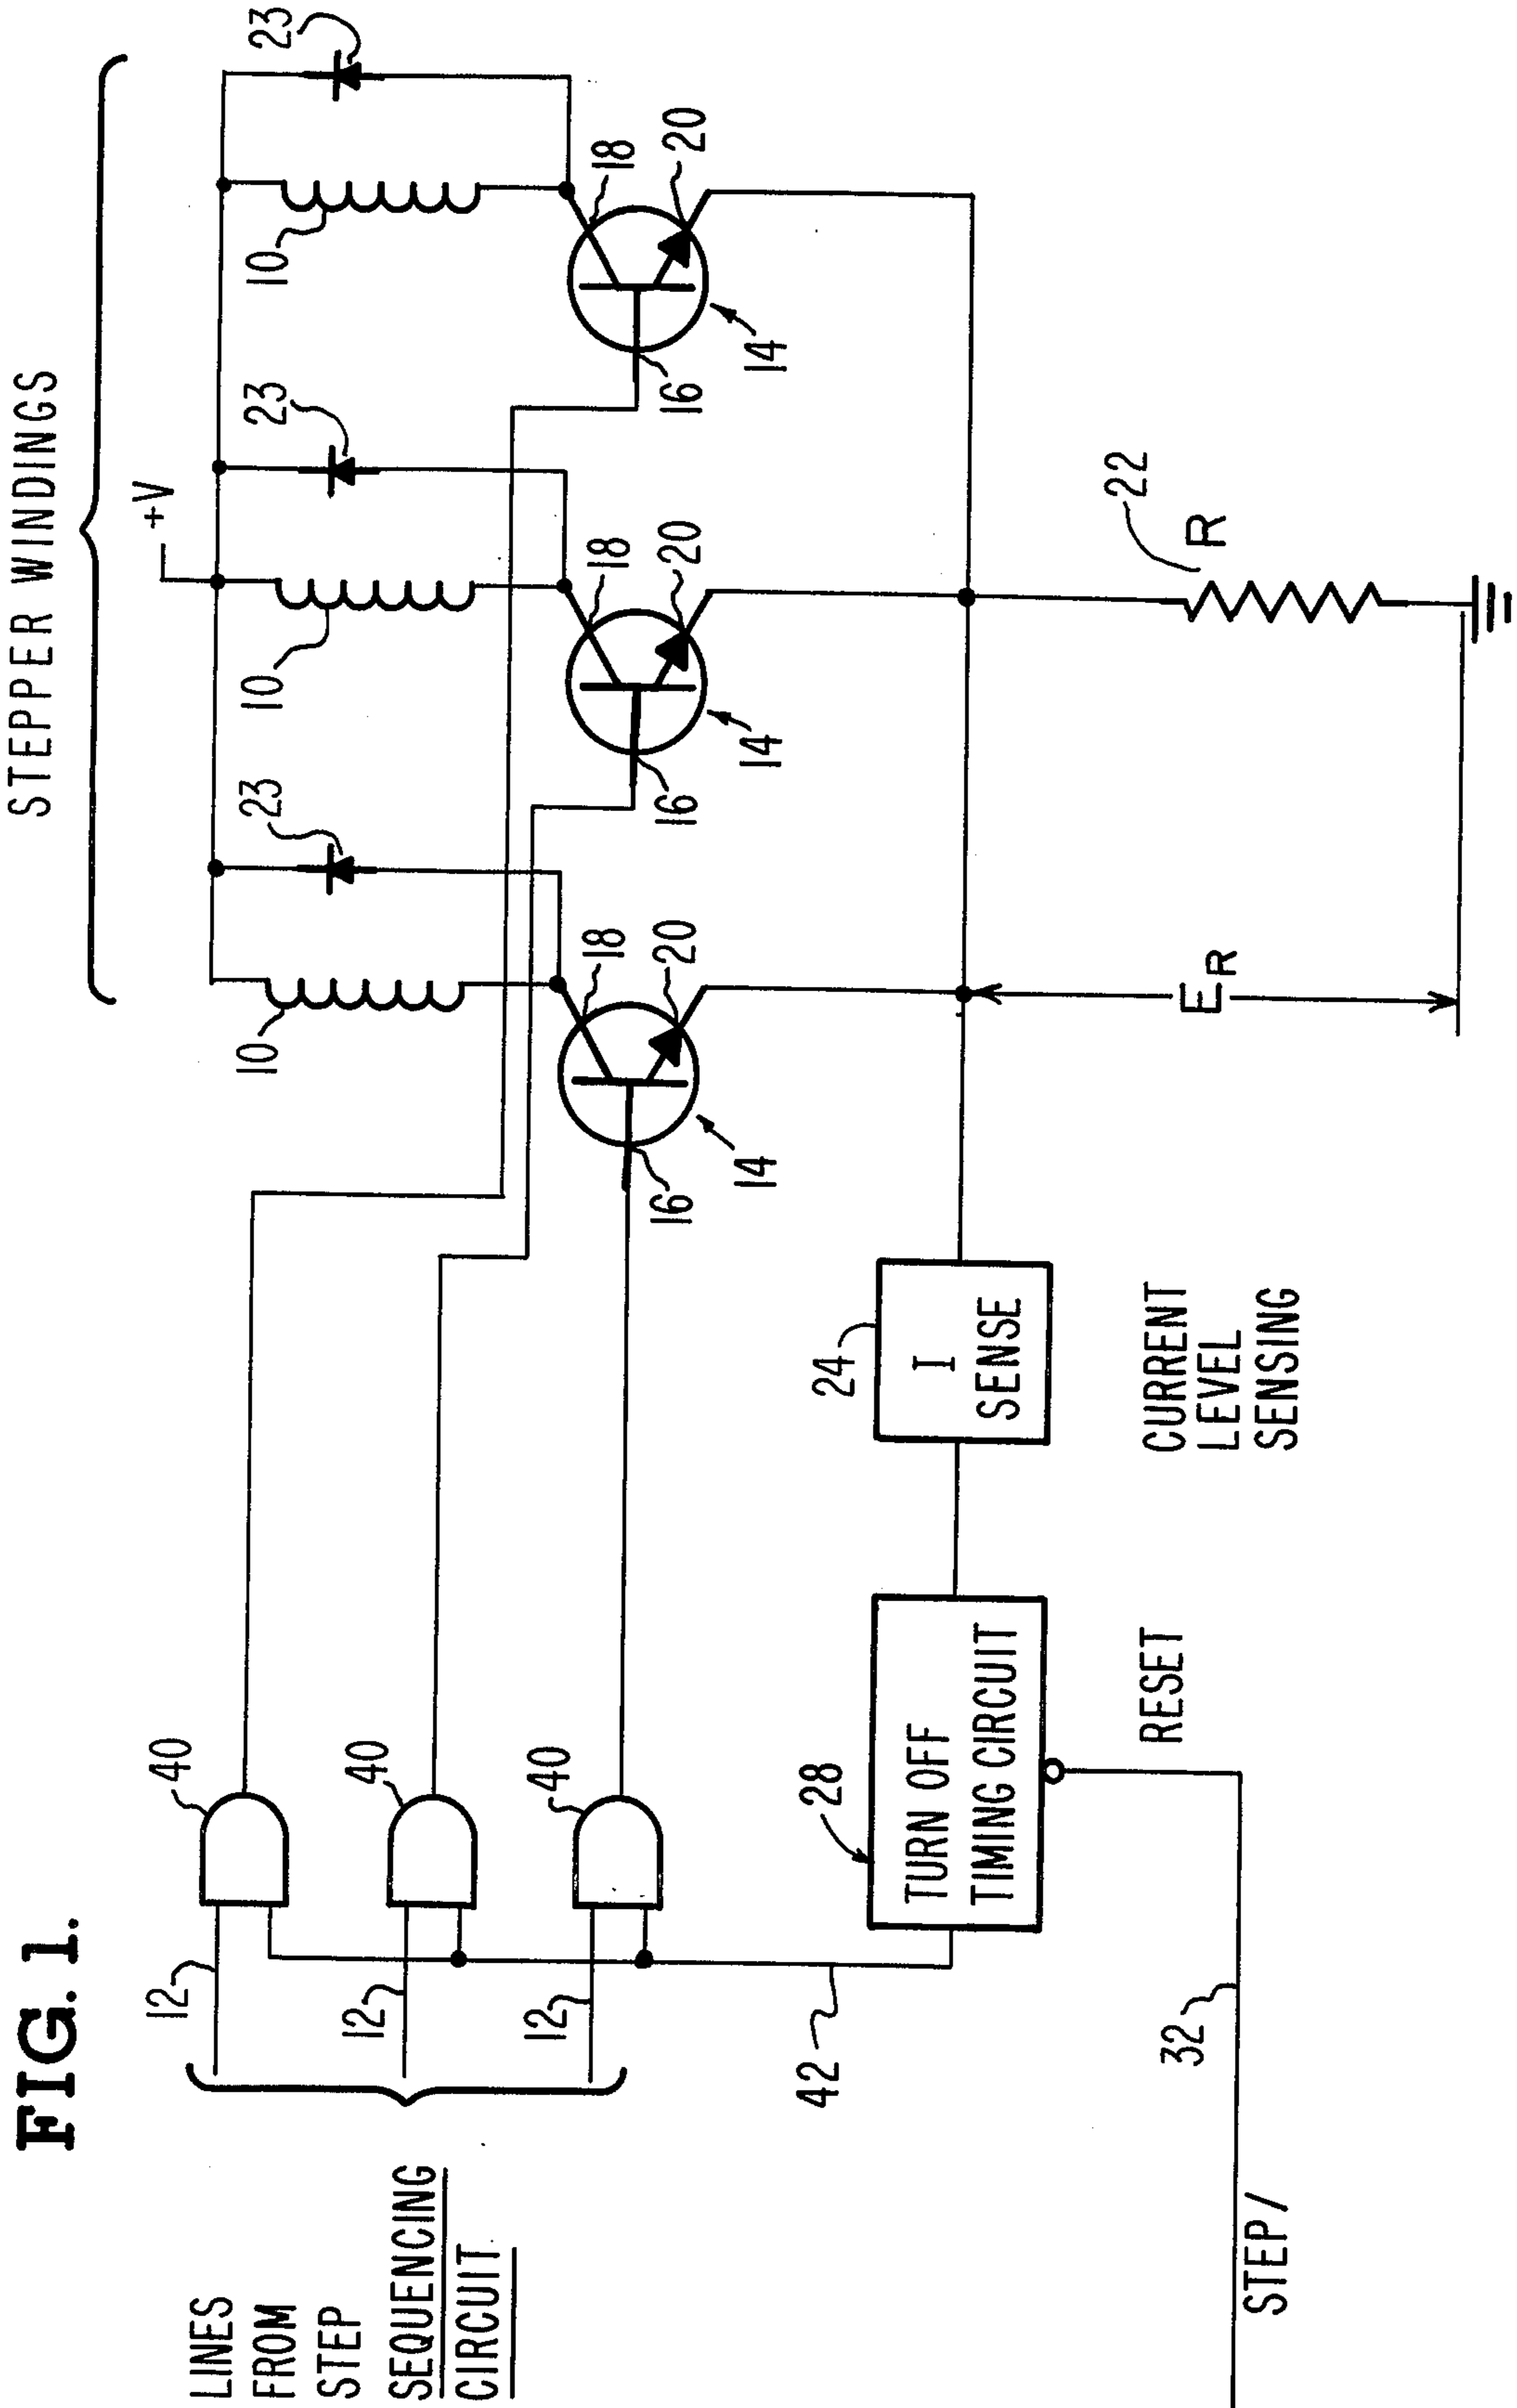 FIG. 1.
STEPPER WINDINGS
+V
23
23
23
10
10
10
18
18
18
20
20
20
16
16
16
14
14
14
40
40
40
12
12
12
LINES
FROM
STEP
SEQUENCING
CIRCUIT
42
28
TURN OFF
TIMING CIRCUIT
RESET
24
I
SENSE
CURRENT
LEVEL
SENSING
ER
22
R
32
STEP/